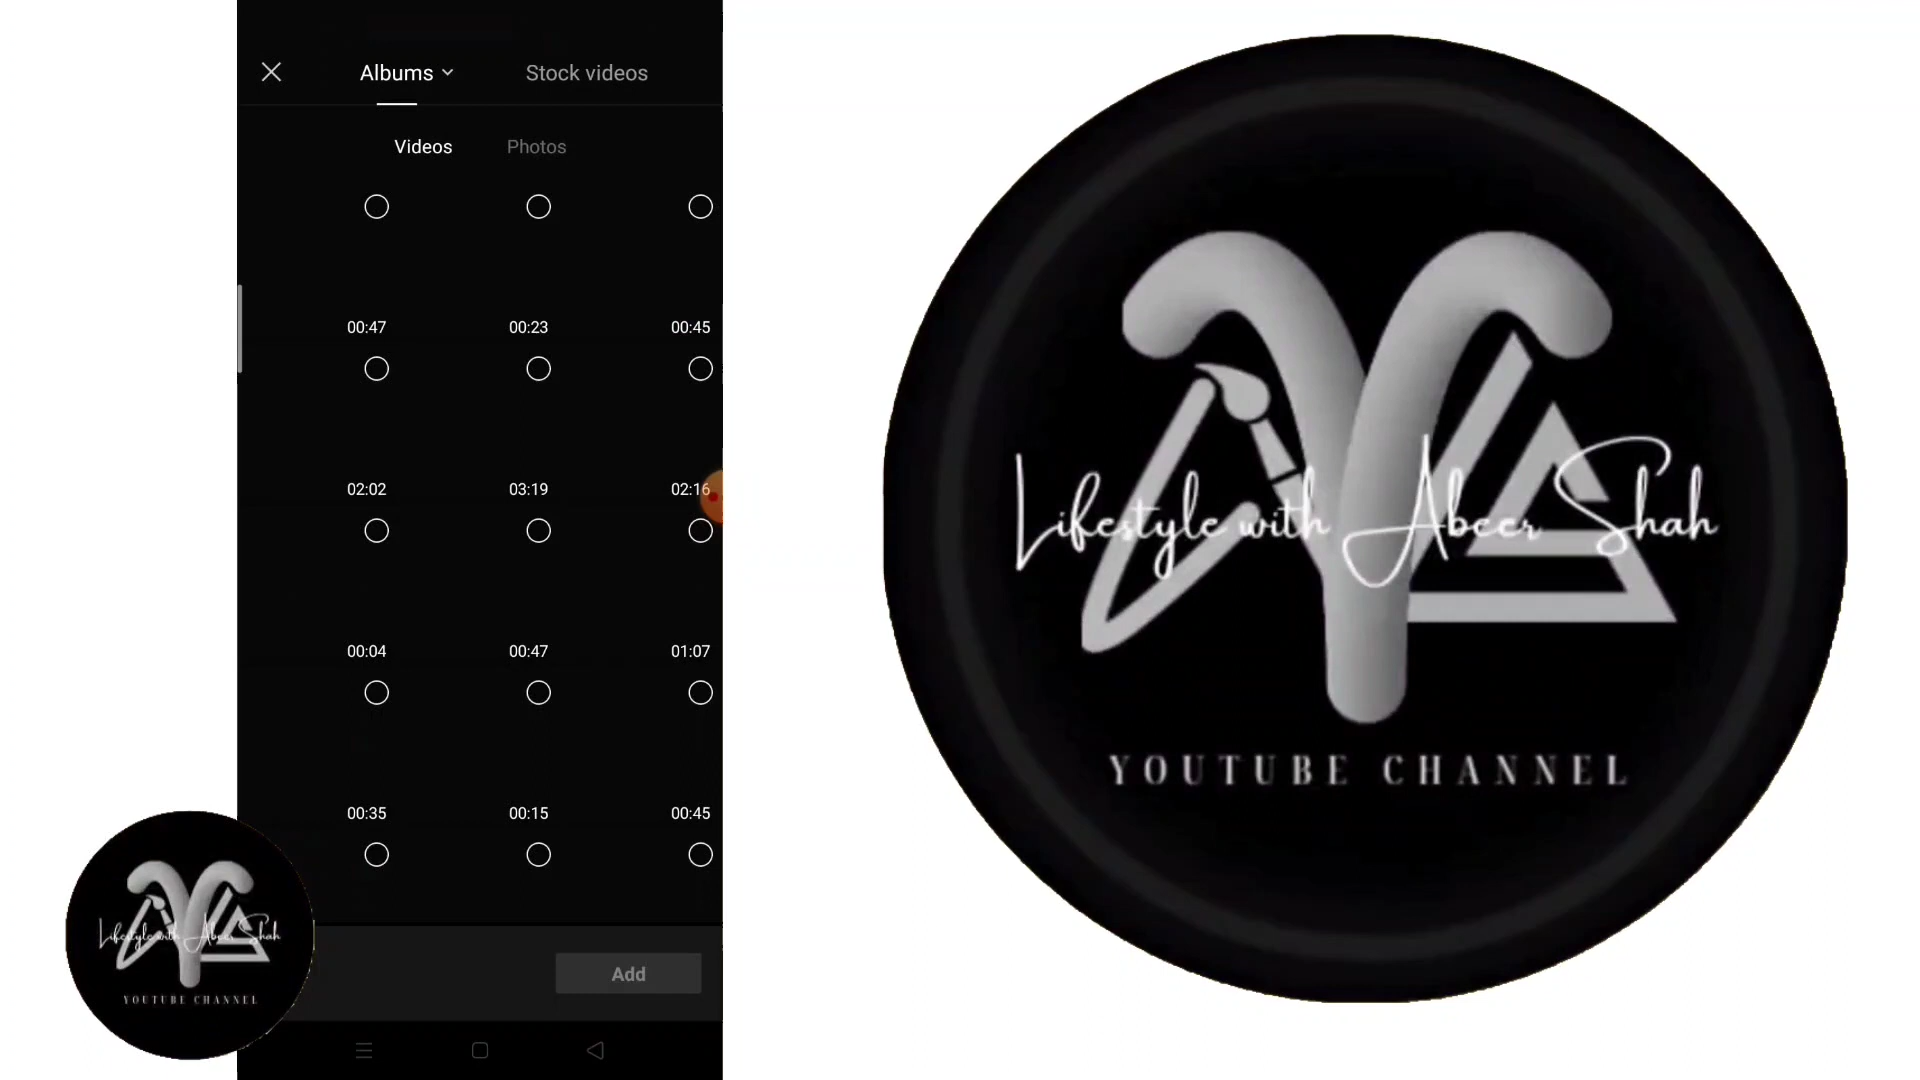 Albums Stock videos
Videos Photos
00:47 00:23 00:45
02:02 03:19 02:16
00:04 00:47 01:07
00:35 00:15 00:45
Add
Lifestyle with Abeer Shah
YOUTUBE CHANNEL
Lifestyle with Abeer Shah
YOUTUBE CHANNEL